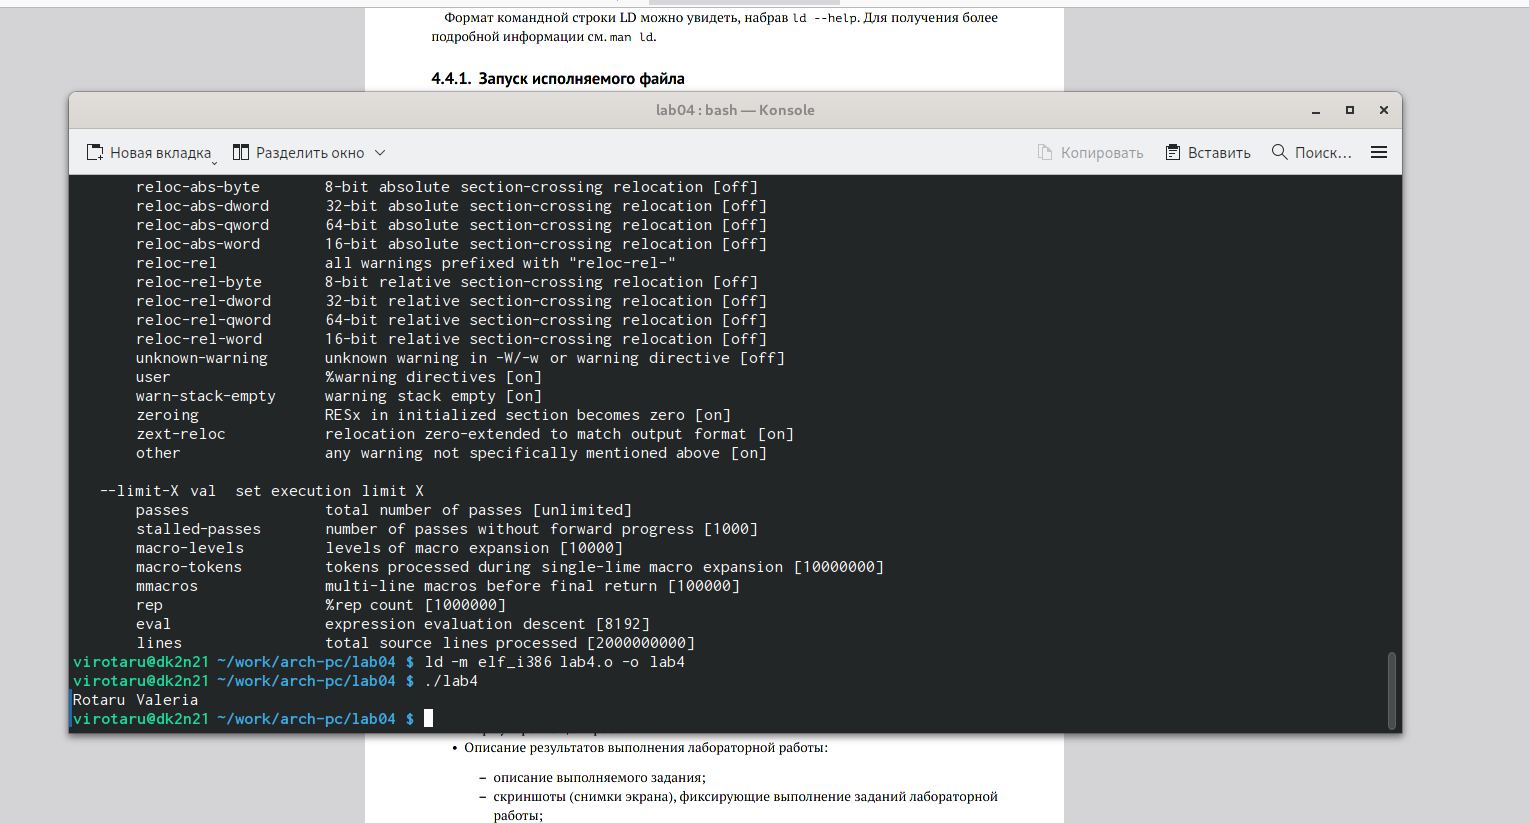 Формат командной строки LD можно увидеть, набрав ld --help. Для получения более
подробной информации см. man ld.
4.4.1. Запуск исполняемого файла
lab04 : bash — Konsole
Новая вкладка Разделить окно Копировать Вставить Поиск...
reloc-abs-byte 8-bit absolute section-crossing relocation [off]
reloc-abs-dword 32-bit absolute section-crossing relocation [off]
reloc-abs-qword 64-bit absolute section-crossing relocation [off]
reloc-abs-word 16-bit absolute section-crossing relocation [off]
reloc-rel all warnings prefixed with "reloc-rel-"
reloc-rel-byte 8-bit relative section-crossing relocation [off]
reloc-rel-dword 32-bit relative section-crossing relocation [off]
reloc-rel-qword 64-bit relative section-crossing relocation [off]
reloc-rel-word 16-bit relative section-crossing relocation [off]
unknown-warning unknown warning in -W/-w or warning directive [off]
user %warning directives [on]
warn-stack-empty warning stack empty [on]
zeroing RESx in initialized section becomes zero [on]
zext-reloc relocation zero-extended to match output format [on]
other any warning not specifically mentioned above [on]
--limit-X val set execution limit X
passes total number of passes [unlimited]
stalled-passes number of passes without forward progress [1000]
macro-levels levels of macro expansion [10000]
macro-tokens tokens processed during single-lime macro expansion [10000000]
mmacros multi-line macros before final return [100000]
rep %rep count [1000000]
eval expression evaluation descent [8192]
lines total source lines processed [2000000000]
virotaru@dk2n21 ~/work/arch-pc/lab04 $ ld -m elf_i386 lab4.o -o lab4
virotaru@dk2n21 ~/work/arch-pc/lab04 $ ./lab4
Rotaru Valeria
virotaru@dk2n21 ~/work/arch-pc/lab04 $
• Описание результатов выполнения лабораторной работы:
– описание выполняемого задания;
– скриншоты (снимки экрана), фиксирующие выполнение заданий лабораторной
работы;